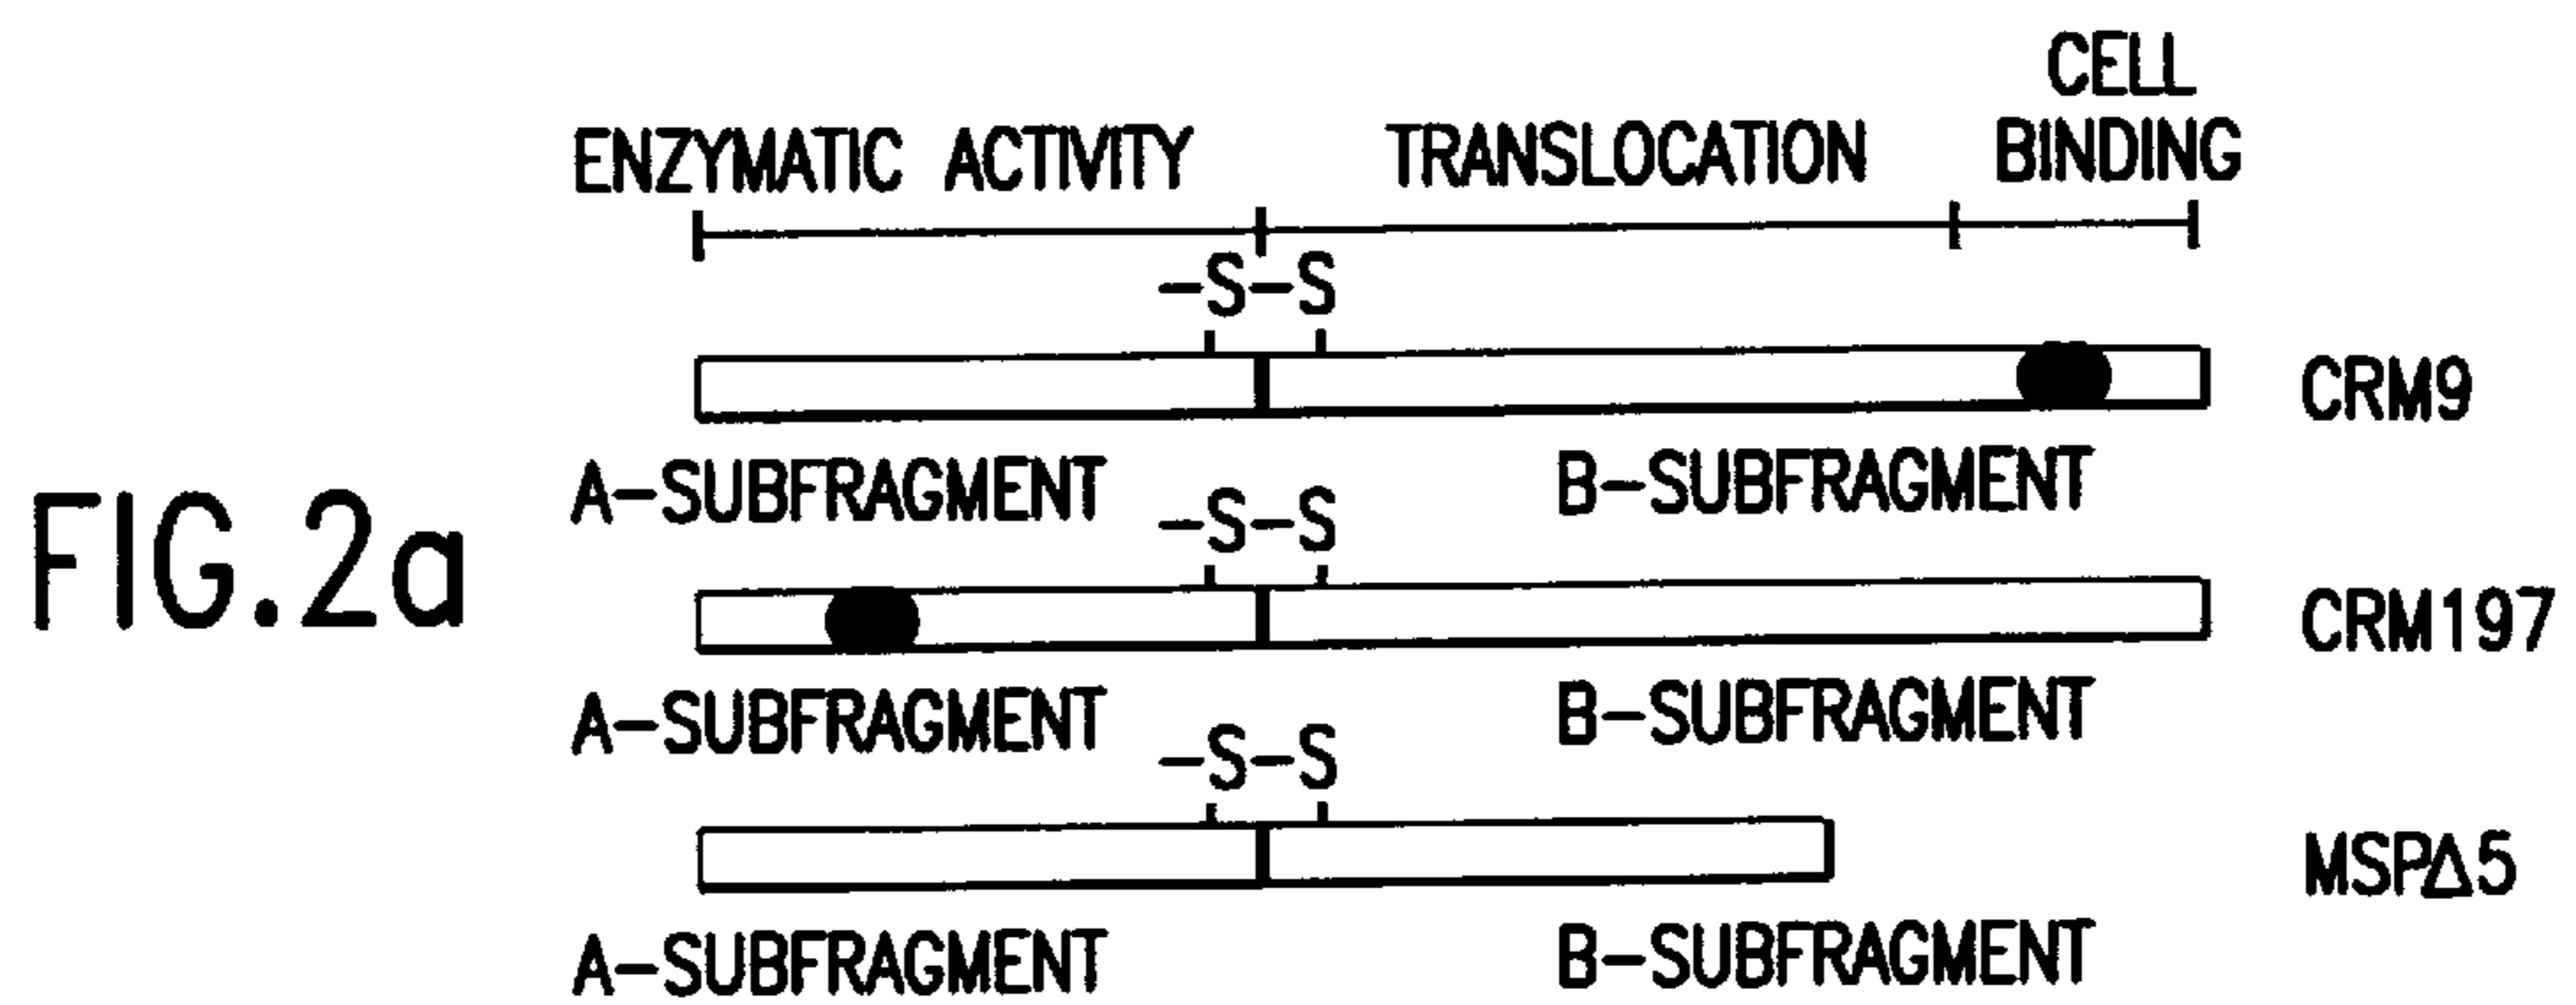 CELL
ENZYMATIC ACTIVITY TRANSLOCATION BINDING
-S-S
CRM9
A-SUBFRAGMENT B-SUBFRAGMENT
FIG.2a
-S-S
CRM197
A-SUBFRAGMENT B-SUBFRAGMENT
-S-S
MSPΔ5
A-SUBFRAGMENT B-SUBFRAGMENT